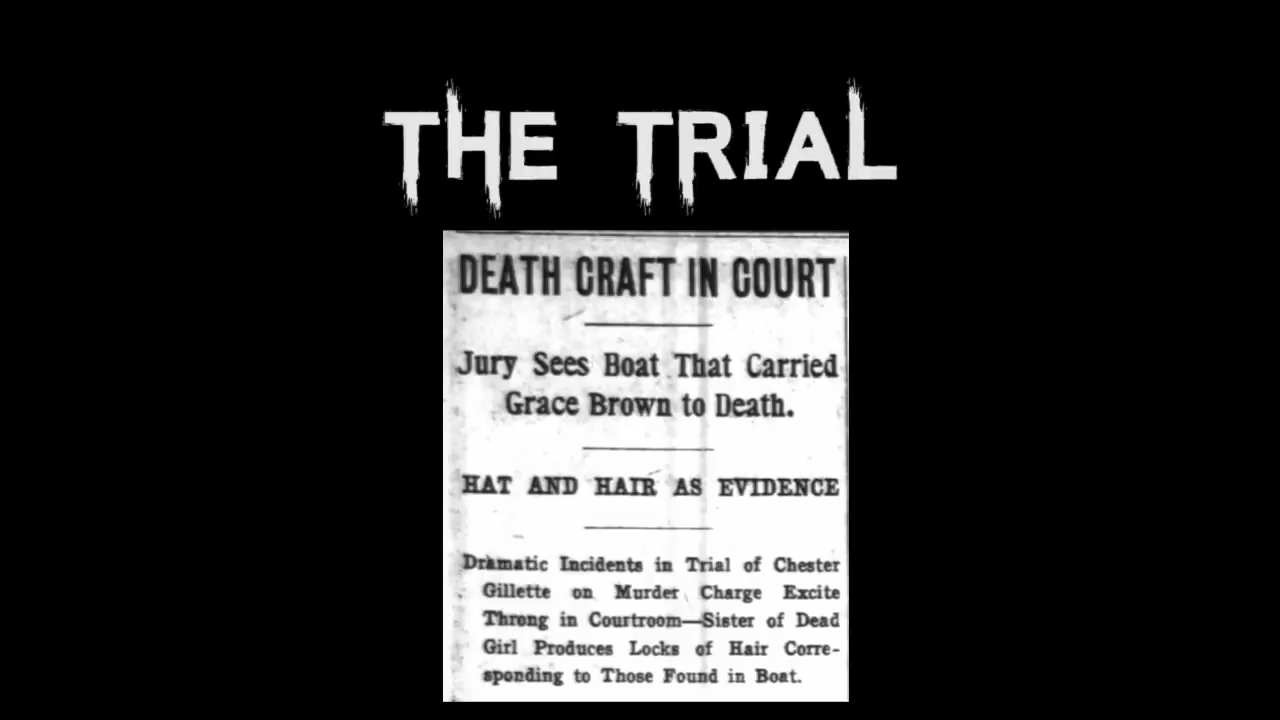 THE TRIAL
DEATH CRAFT IN COURT
Jury Sees Boat That Carried
Grace Brown to Death.
HAT AND HAIR AS EVIDENCE
Dramatic Incidents in Trial of Chester
Gillette on Murder Charge Excite
Throng in Courtroom—Sister of Dead
Girl Produces Locks of Hair Corre-
sponding to Those Found in Boat.